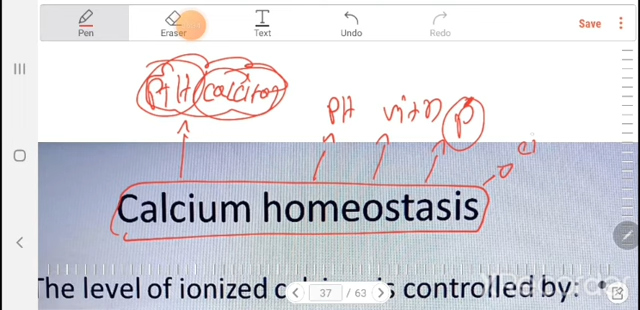 Pen Eraser Text Undo Redo Save
PTH calciton
PH vit D P
Calcium homeostasis
The level of ionized c is controlled by:
37 / 63